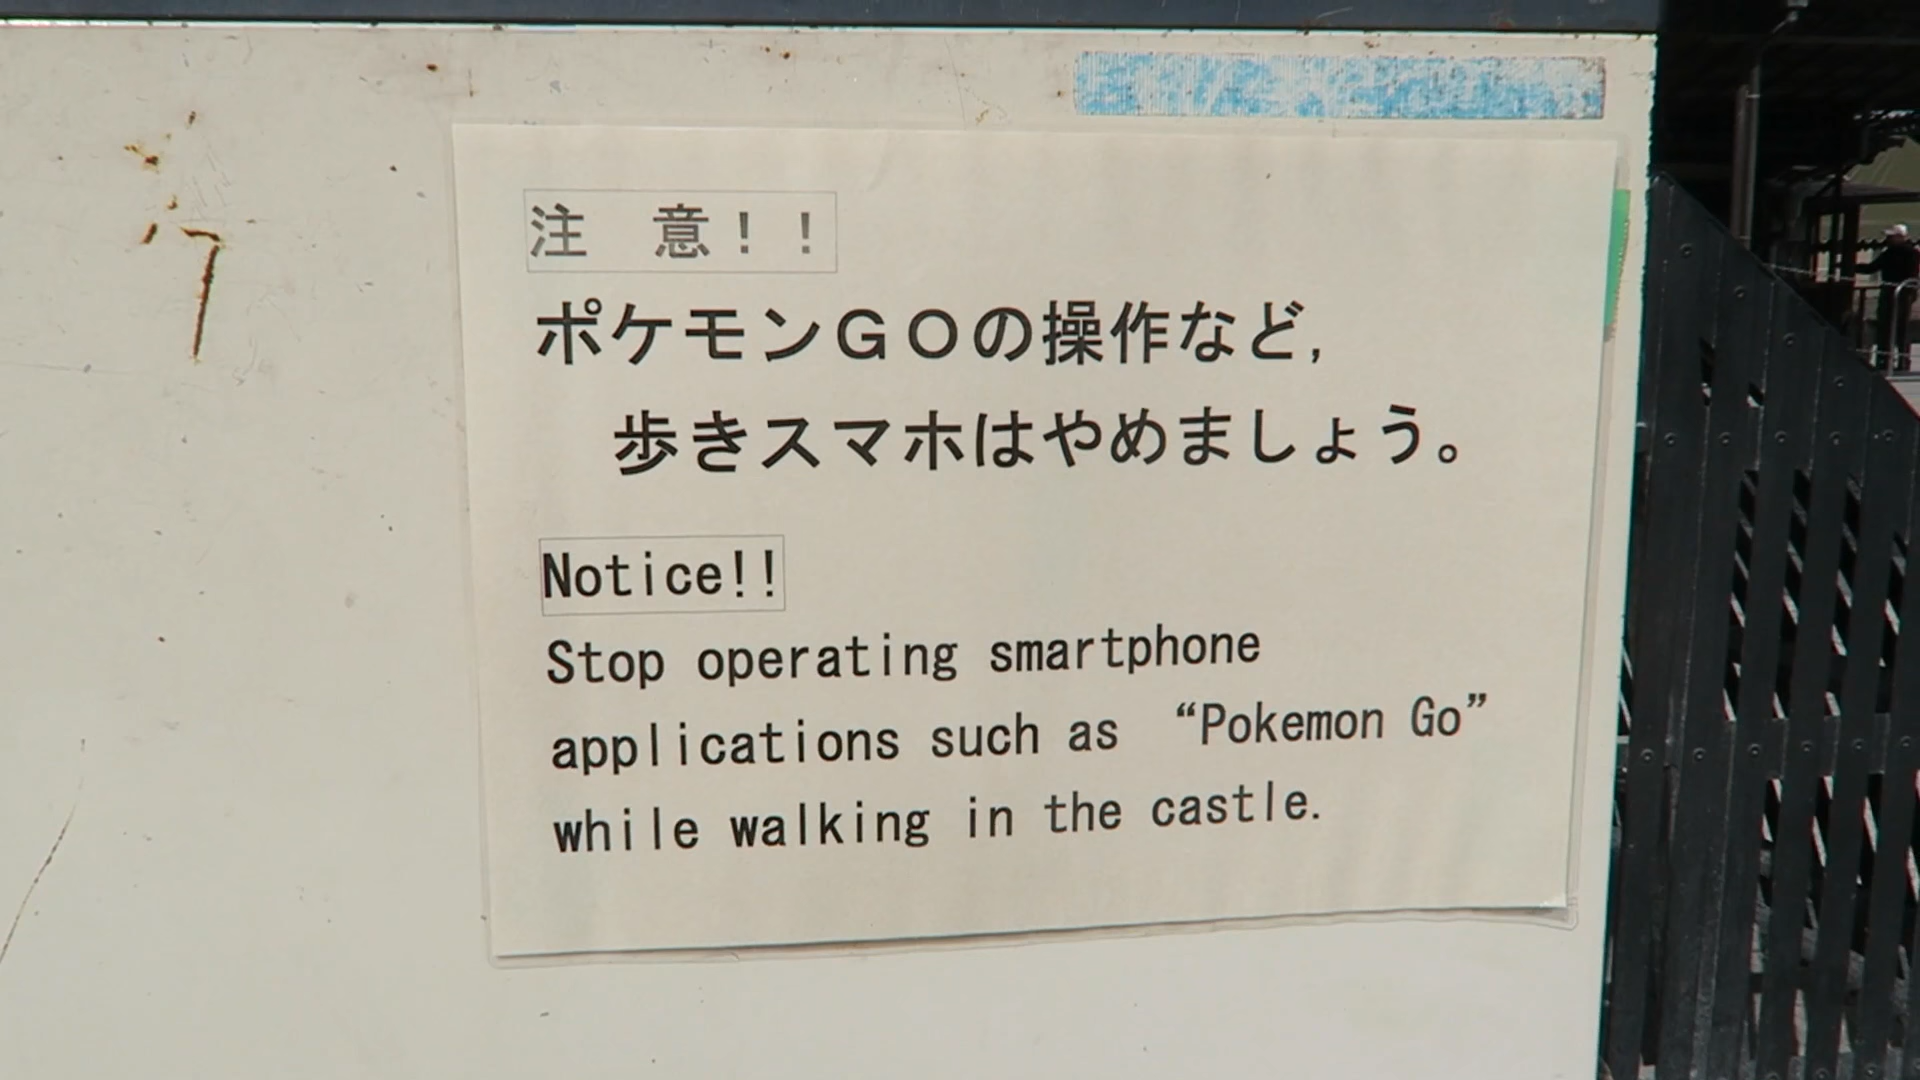 注　意！！
ポケモンＧＯの操作など,
歩きスマホはやめましょう。
Notice!!
Stop operating smartphone
applications such as “Pokemon Go”
while walking in the castle.